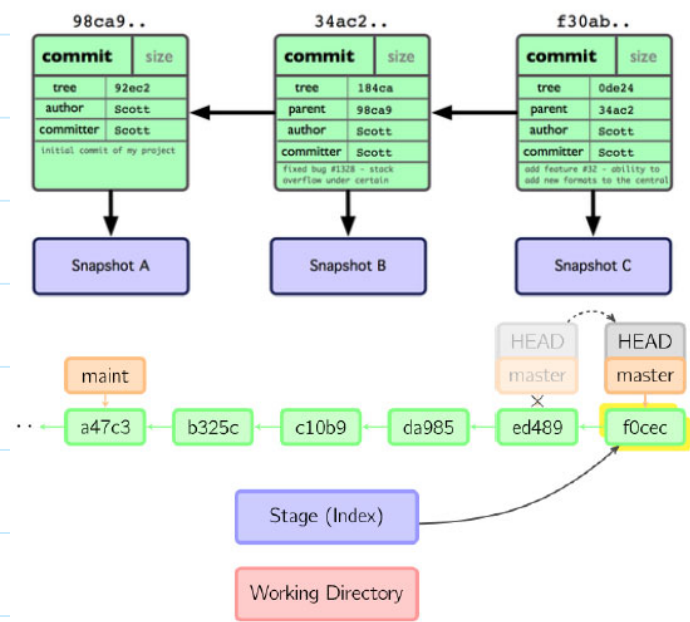 98ca9.. 34ac2.. f30ab..
commit size commit size commit size
tree 92ec2 tree 184ca tree 0de24
author Scott parent 98ca9 parent 34ac2
committer Scott author Scott author Scott
initial commit of my project committer Scott committer Scott
fixed bug #1328 - stack add feature #32 - ability to
overflow under certain add new formats to the central
Snapshot A Snapshot B Snapshot C
HEAD HEAD
maint master master
.. a47c3 b325c c10b9 da985 ed489 f0cec
Stage (Index)
Working Directory